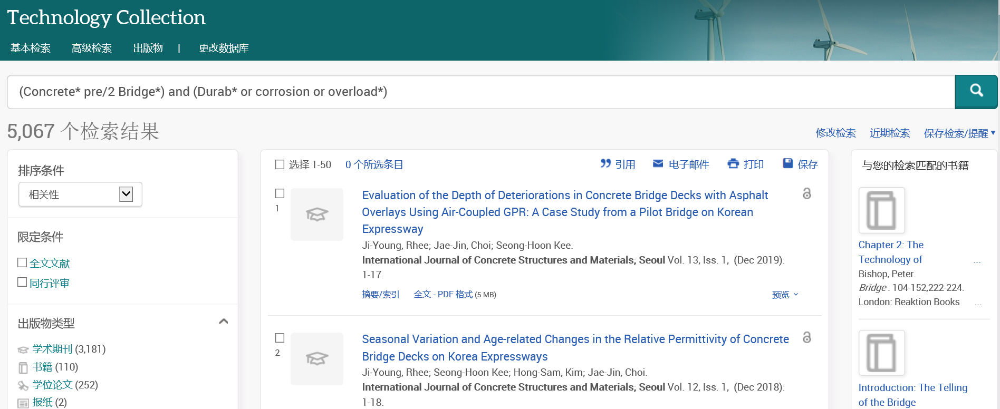 Technology Collection
基本检索 高级检索 出版物 | 更改数据库
(Concrete* pre/2 Bridge*) and (Durab* or corrosion or overload*)
5,067 个检索结果
修改检索 近期检索 保存检索/提醒
排序条件
相关性
限定条件
全文文献
同行评审
出版物类型
学术期刊 (3,181)
书籍 (110)
学位论文 (252)
报纸 (2)
选择 1-50 0 个所选条目 引用 电子邮件 打印 保存
1
Evaluation of the Depth of Deteriorations in Concrete Bridge Decks with Asphalt
Overlays Using Air-Coupled GPR: A Case Study from a Pilot Bridge on Korean
Expressway
Ji-Young, Rhee; Jae-Jin, Choi; Seong-Hoon Kee.
International Journal of Concrete Structures and Materials; Seoul Vol. 13, Iss. 1, (Dec 2019):
1-17.
摘要/索引 全文 - PDF 格式 (5 MB) 预览
2
Seasonal Variation and Age-related Changes in the Relative Permittivity of Concrete
Bridge Decks on Korea Expressways
Ji-Young, Rhee; Seong-Hoon Kee; Hong-Sam, Kim; Jae-Jin, Choi.
International Journal of Concrete Structures and Materials; Seoul Vol. 12, Iss. 1, (Dec 2018):
1-18.
与您的检索匹配的书籍
Chapter 2: The
Technology of ...
Bishop, Peter.
Bridge . 104-152,222-224.
London: Reaktion Books ...
Introduction: The Telling
of the Bridge